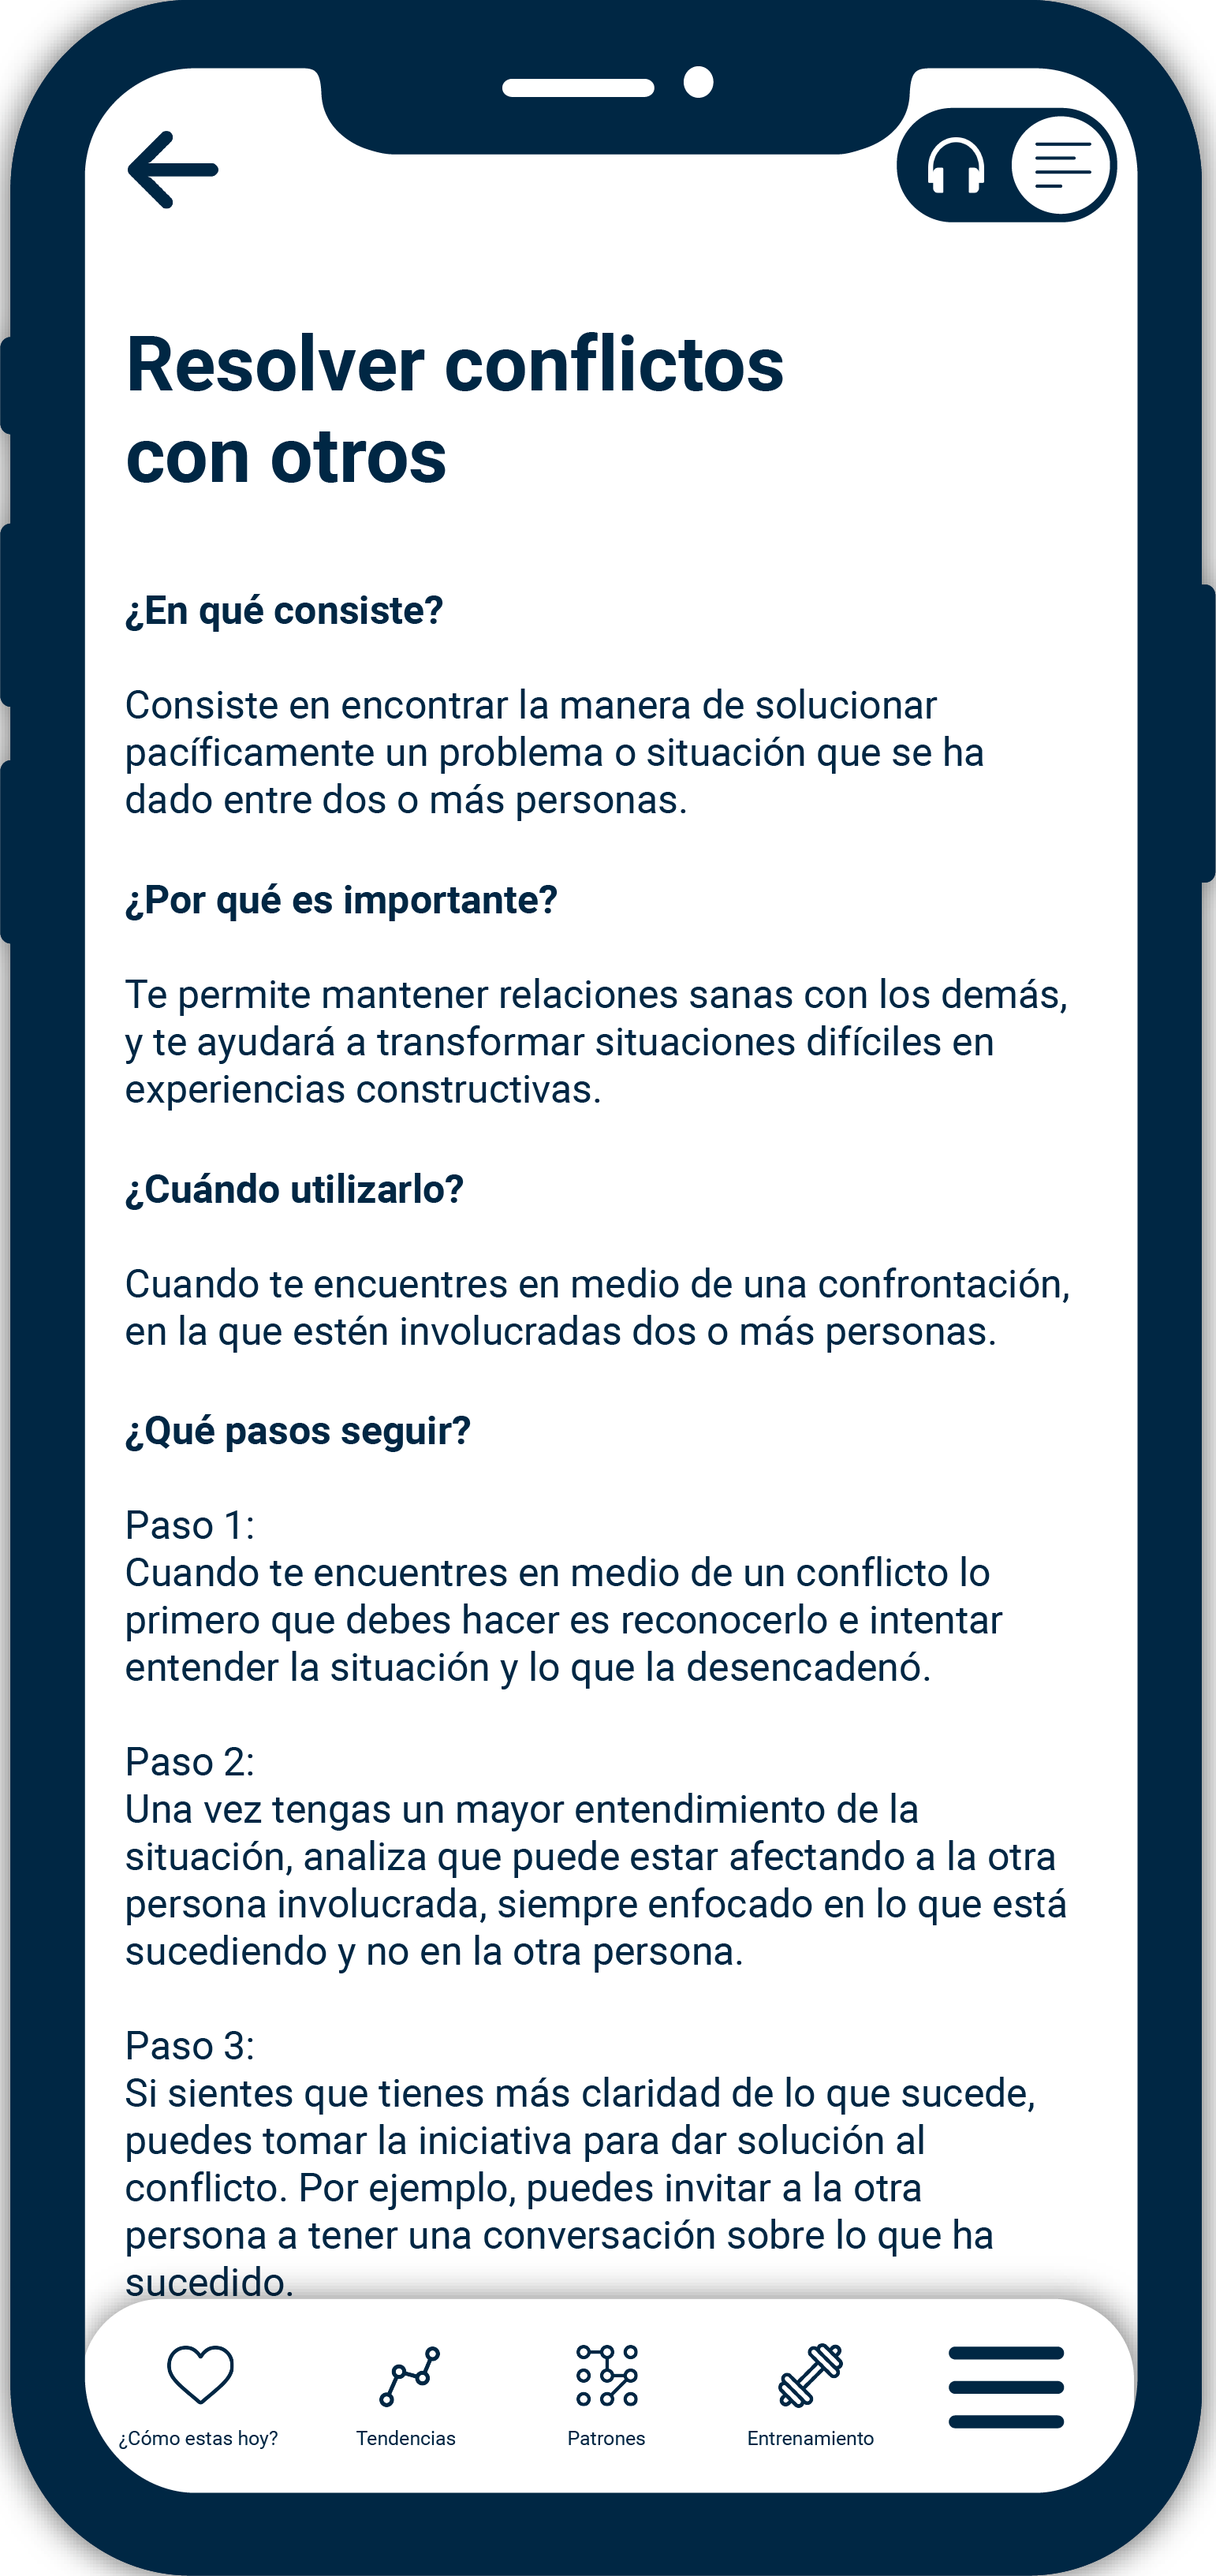 Resolver conflictos
con otros
¿En qué consiste?
Consiste en encontrar la manera de solucionar
pacíficamente un problema o situación que se ha
dado entre dos o más personas.
¿Por qué es importante?
Te permite mantener relaciones sanas con los demás,
y te ayudará a transformar situaciones difíciles en
experiencias constructivas.
¿Cuándo utilizarlo?
Cuando te encuentres en medio de una confrontación,
en la que estén involucradas dos o más personas.
¿Qué pasos seguir?
Paso 1:
Cuando te encuentres en medio de un conflicto lo
primero que debes hacer es reconocerlo e intentar
entender la situación y lo que la desencadenó.
Paso 2:
Una vez tengas un mayor entendimiento de la
situación, analiza que puede estar afectando a la otra
persona involucrada, siempre enfocado en lo que está
sucediendo y no en la otra persona.
Paso 3:
Si sientes que tienes más claridad de lo que sucede,
puedes tomar la iniciativa para dar solución al
conflicto. Por ejemplo, puedes invitar a la otra
persona a tener una conversación sobre lo que ha
sucedido.
¿Cómo estas hoy?
Tendencias
Patrones
Entrenamiento